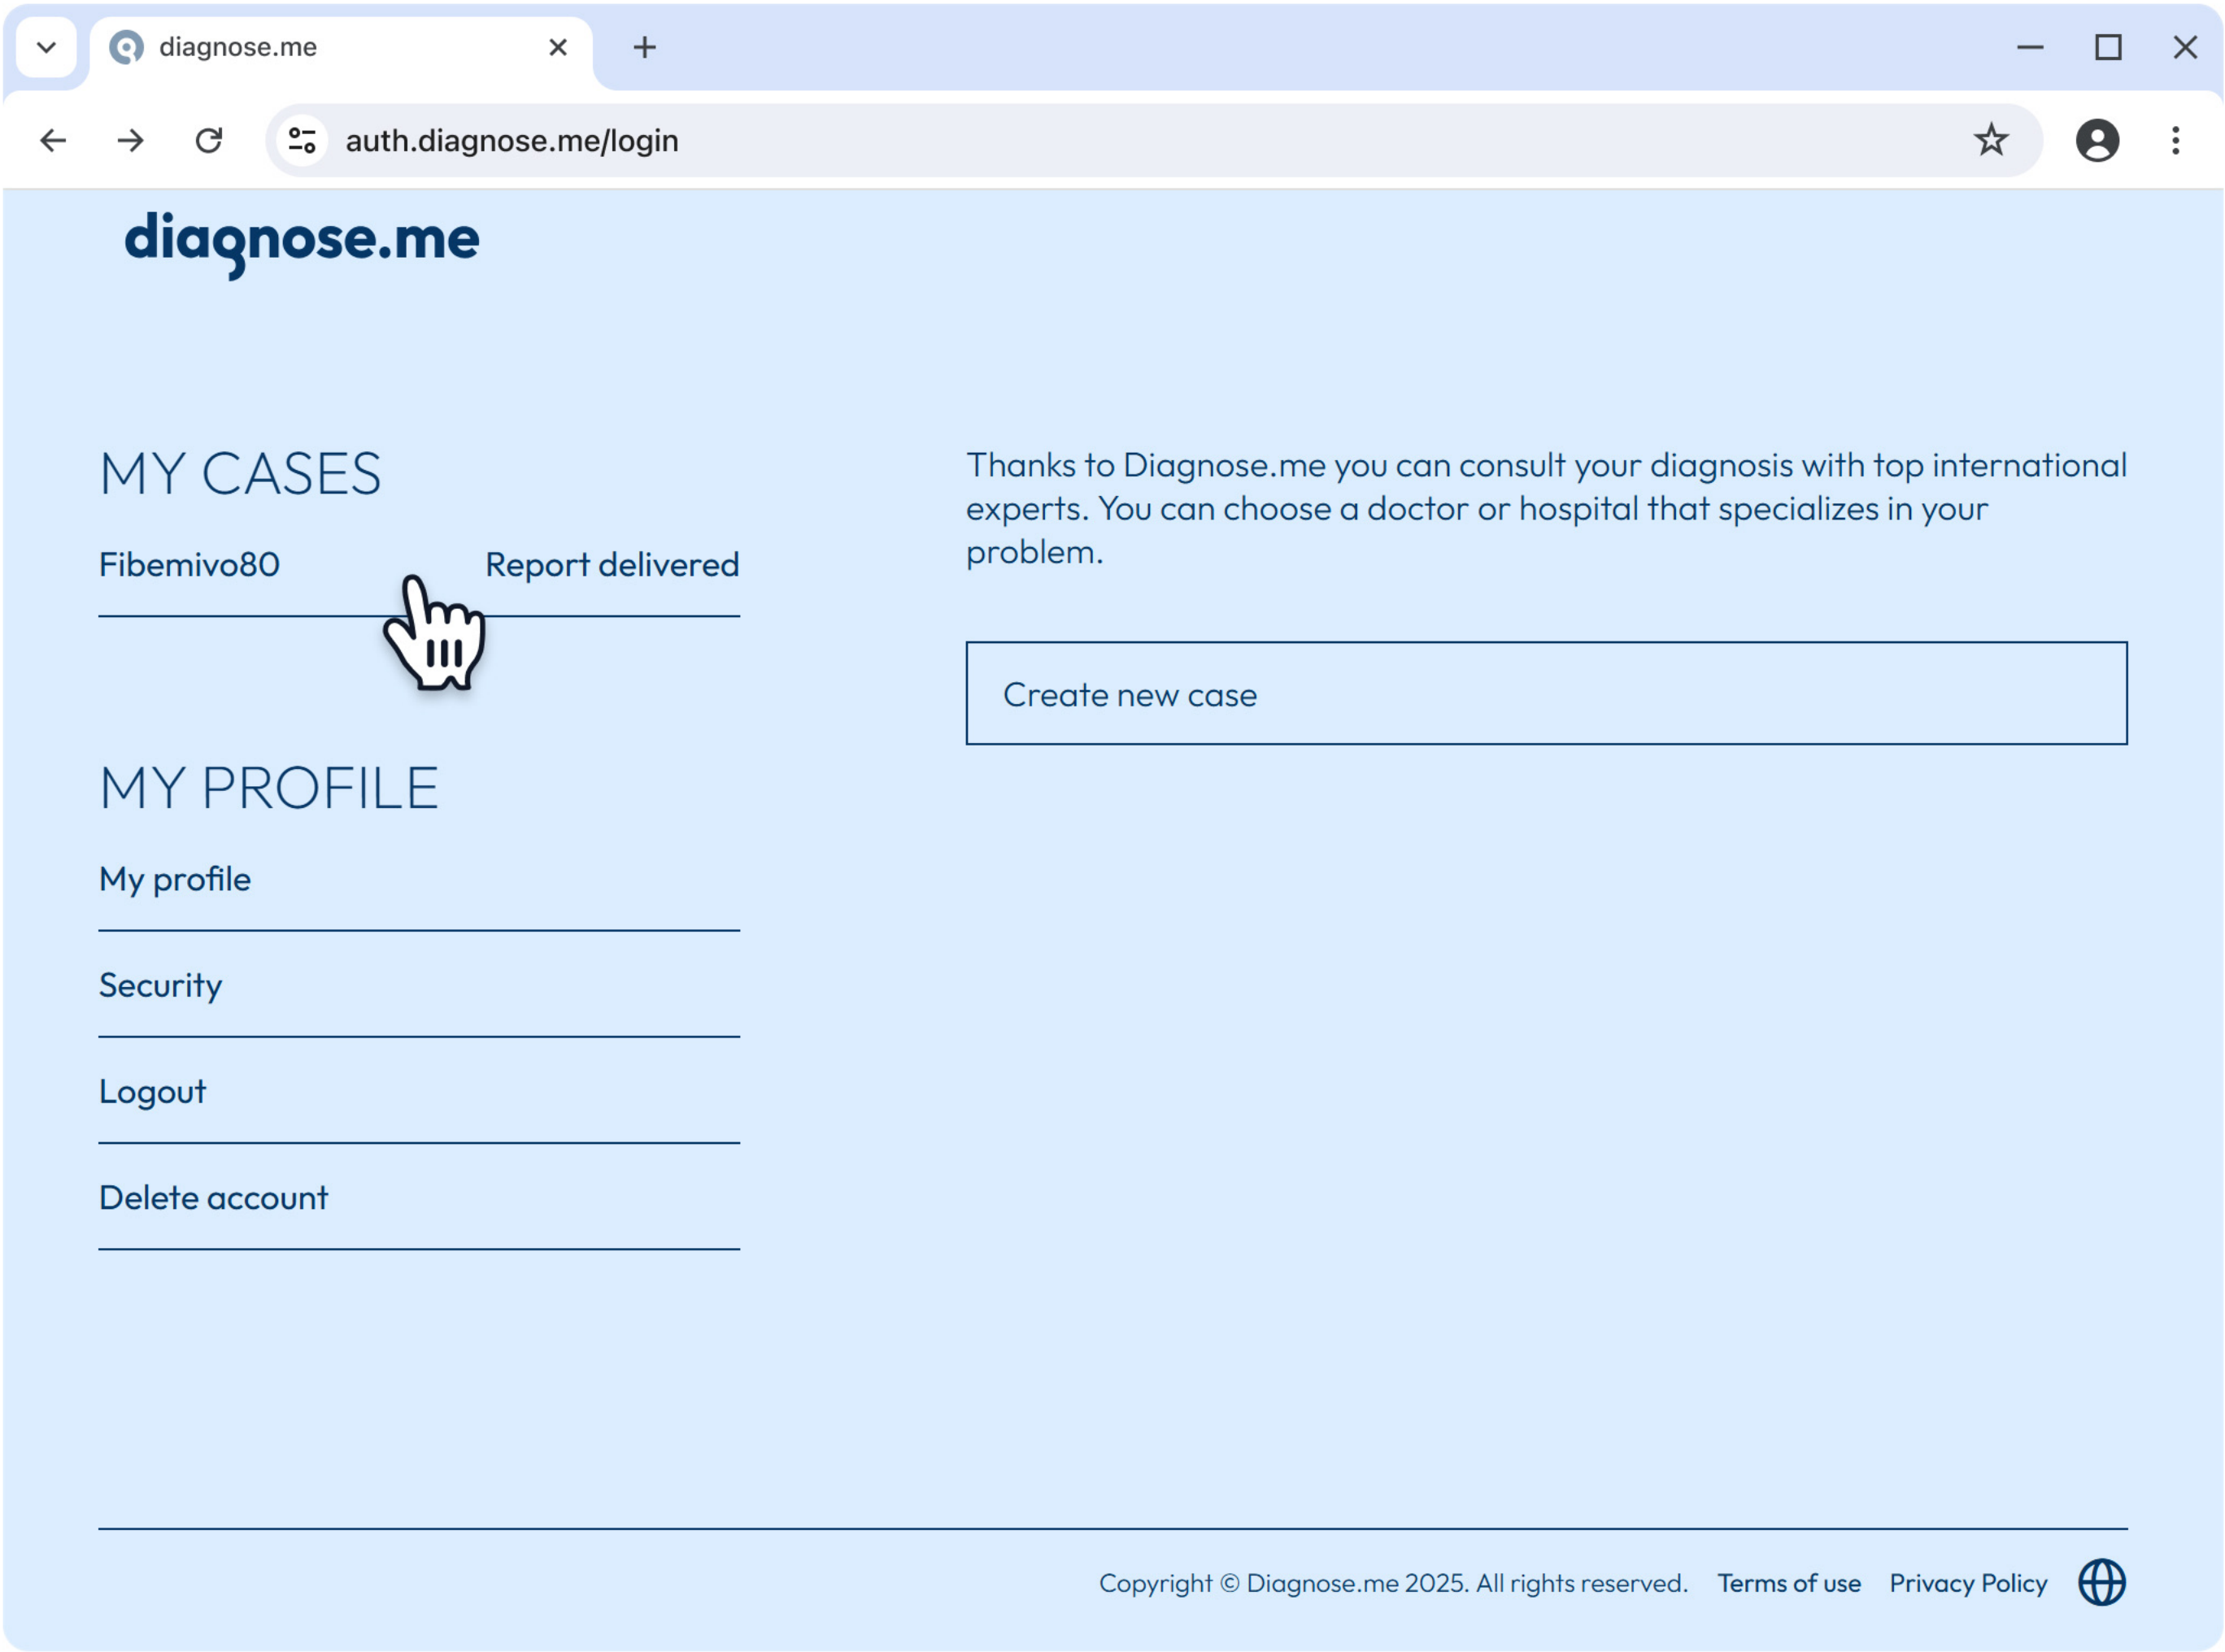 diagnose.me
auth.diagnose.me/login
diagnose.me
MY CASES
Fibemivo80 Report delivered
MY PROFILE
My profile
Security
Logout
Delete account
Thanks to Diagnose.me you can consult your diagnosis with top international
experts. You can choose a doctor or hospital that specializes in your
problem.
Create new case
Copyright © Diagnose.me 2025. All rights reserved. Terms of use Privacy Policy